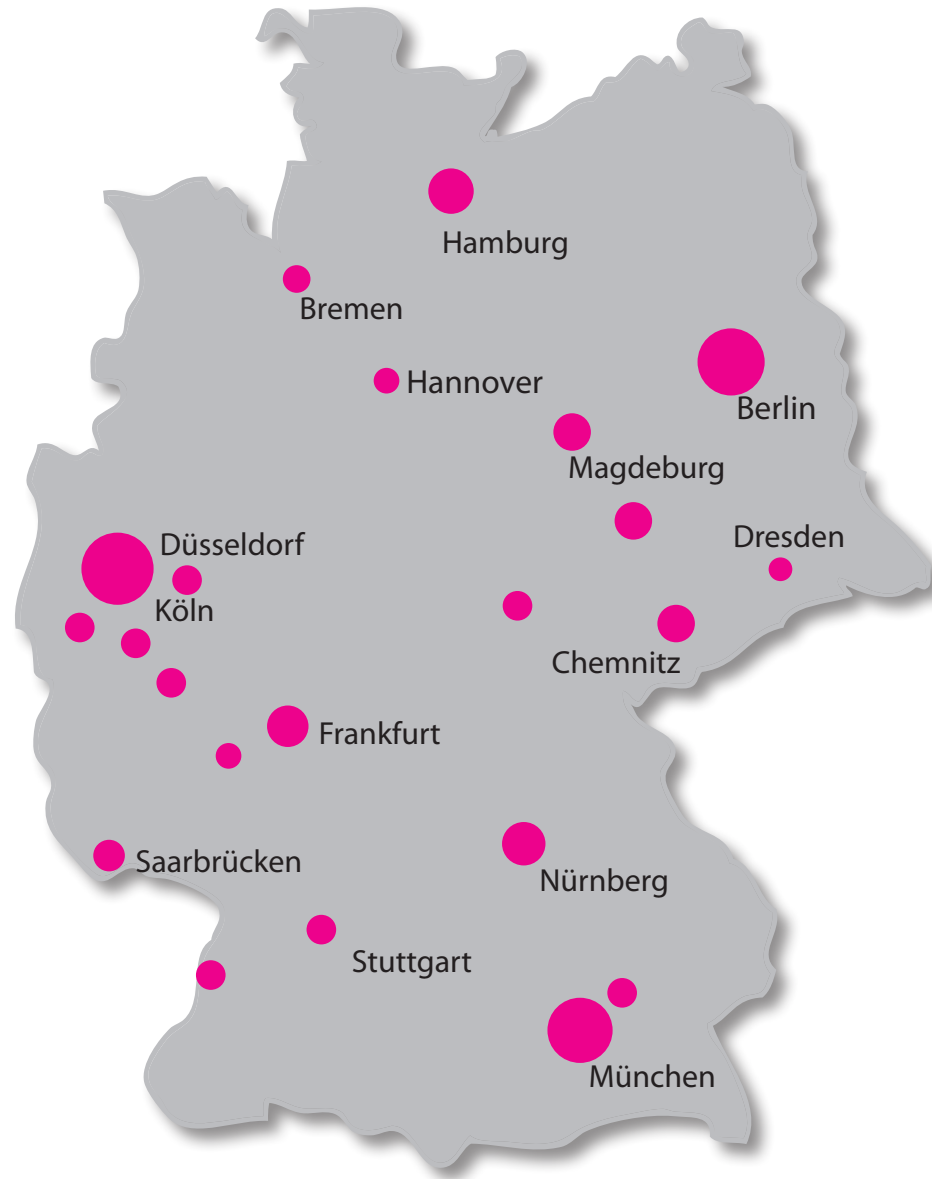 Hamburg
Bremen
Hannover
Berlin
Magdeburg
Dresden
Düsseldorf
Köln
Chemnitz
Frankfurt
Saarbrücken
Nürnberg
Stuttgart
München